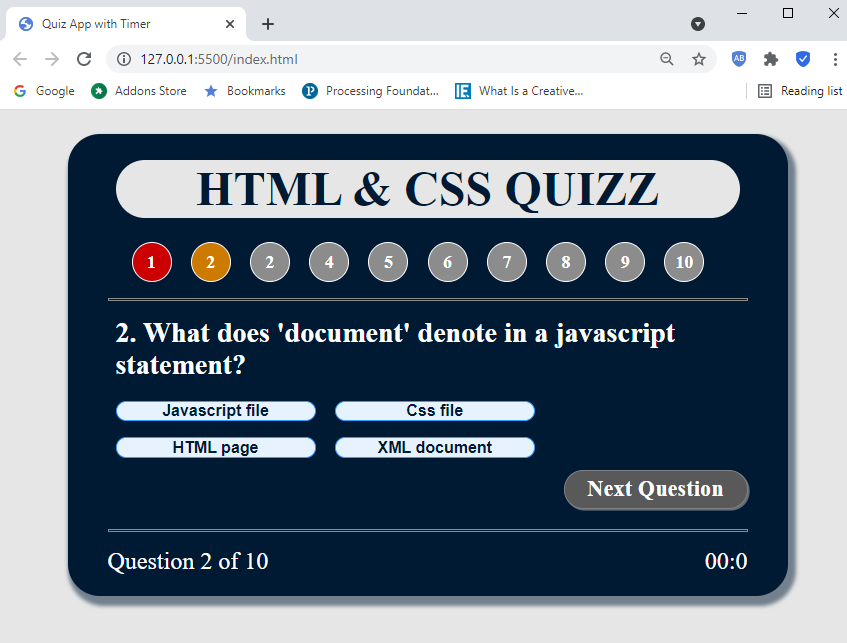 Quiz App with Timer
127.0.0.1:5500/index.html
AB
Google Addons Store Bookmarks P Processing Foundat... IE What Is a Creative... Reading list
HTML & CSS QUIZZ
1 2 2 4 5 6 7 8 9 10
2. What does 'document' denote in a javascript
statement?
Javascript file Css file
HTML page XML document
Next Question
Question 2 of 10 00:0